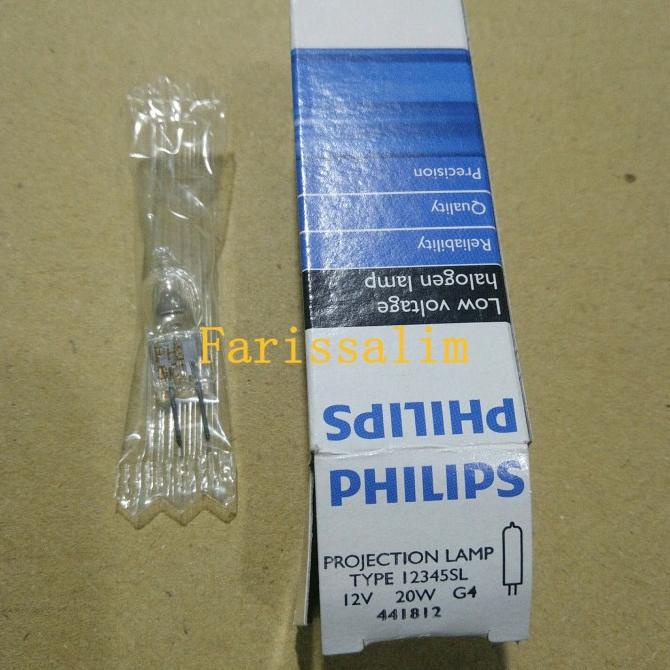 Precision
Quality
Reliability
Low voltage
halogen lamp
Farissalim
PHILIPS
PHILIPS
PROJECTION LAMP
TYPE 12345SL
12V 20W G4
441812